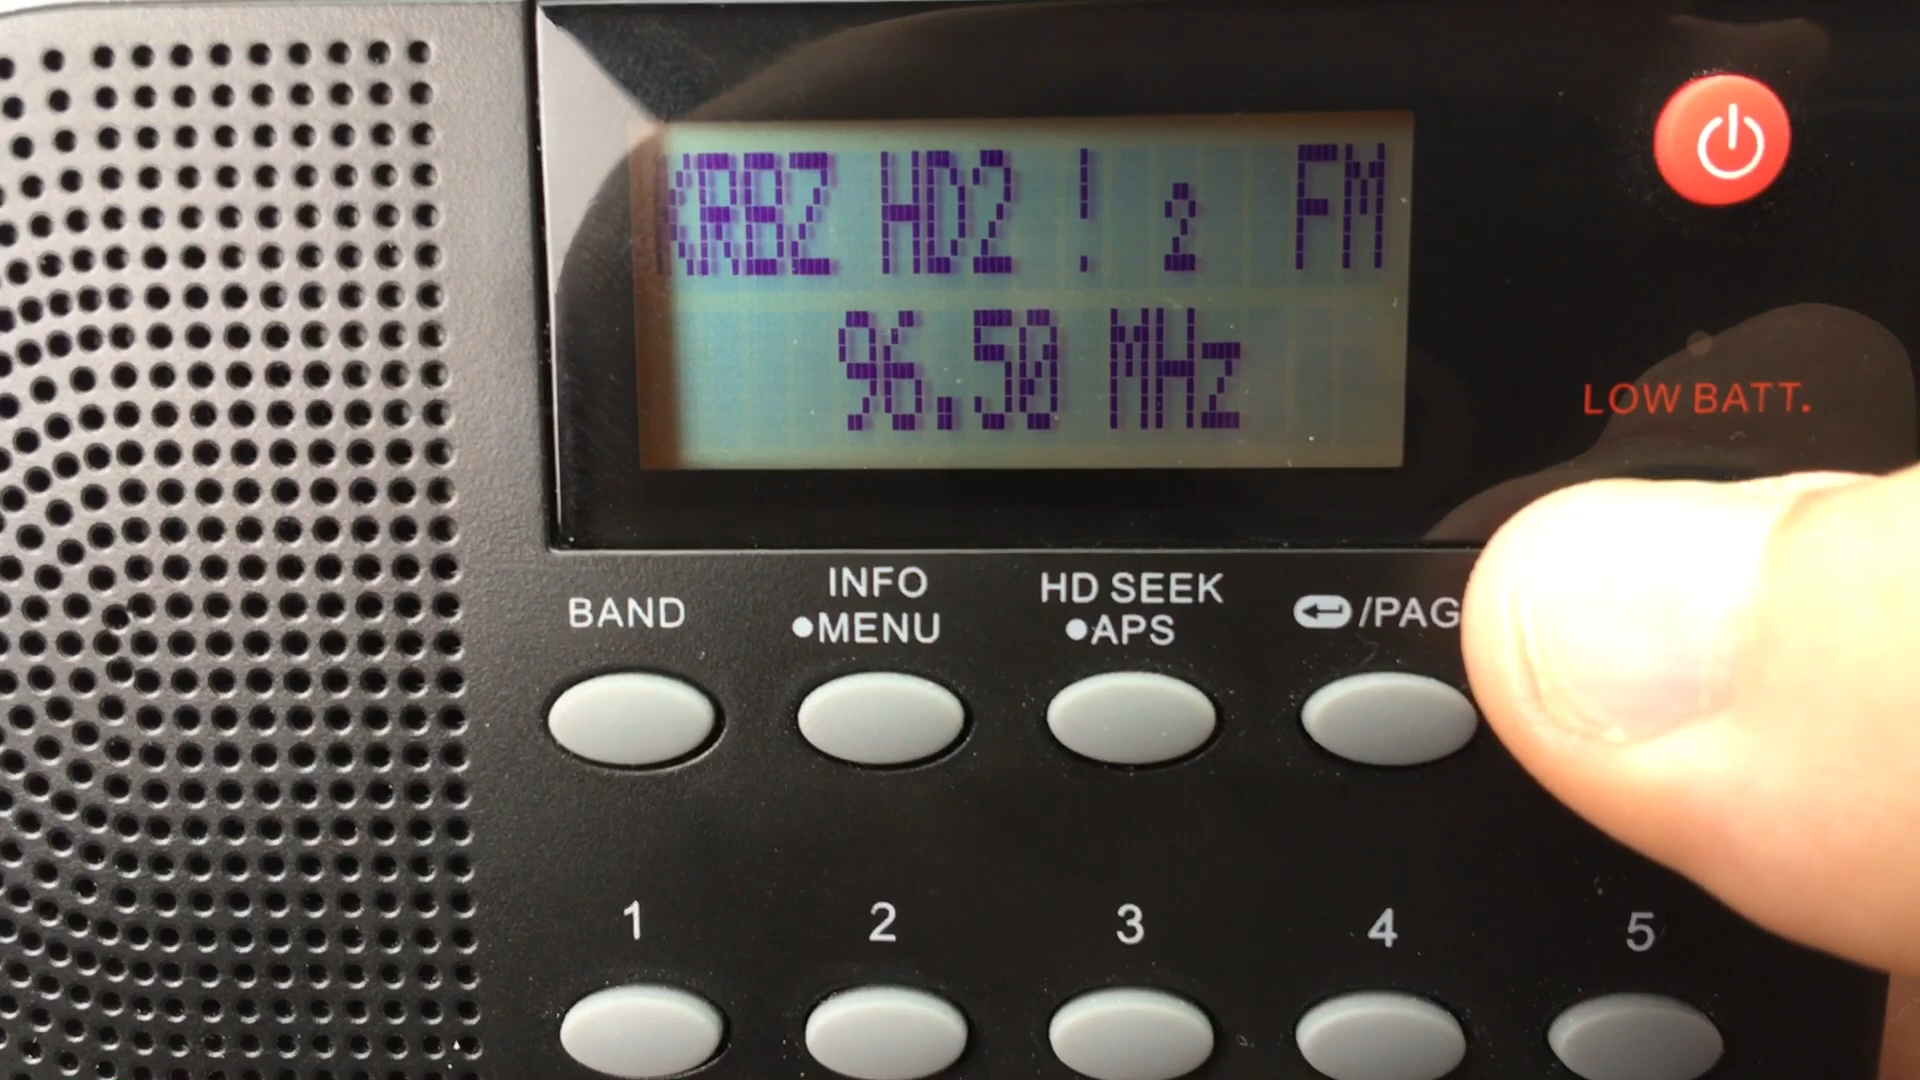 KRBZ HD2 ! 2 FM
96.50 MHz
LOW BATT.
BAND
INFO
●MENU
HD SEEK
●APS
/PAG
1 2 3 4 5